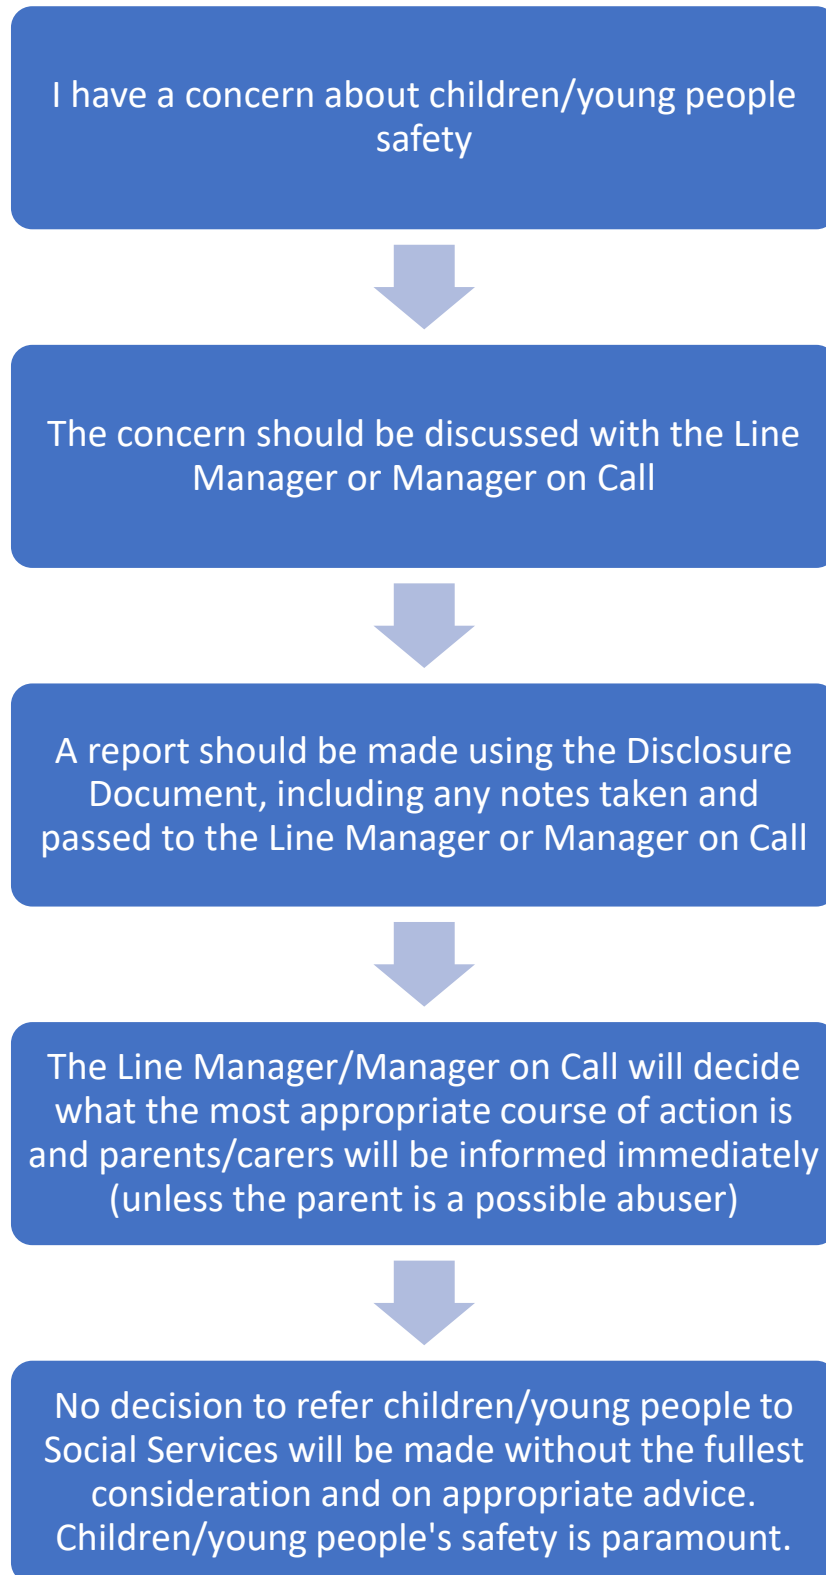 I have a concern about children/young people
safety
The concern should be discussed with the Line
Manager or Manager on Call
A report should be made using the Disclosure
Document, including any notes taken and
passed to the Line Manager or Manager on Call
The Line Manager/Manager on Call will decide
what the most appropriate course of action is
and parents/carers will be informed immediately
(unless the parent is a possible abuser)
No decision to refer children/young people to
Social Services will be made without the fullest
consideration and on appropriate advice.
Children/young people's safety is paramount.